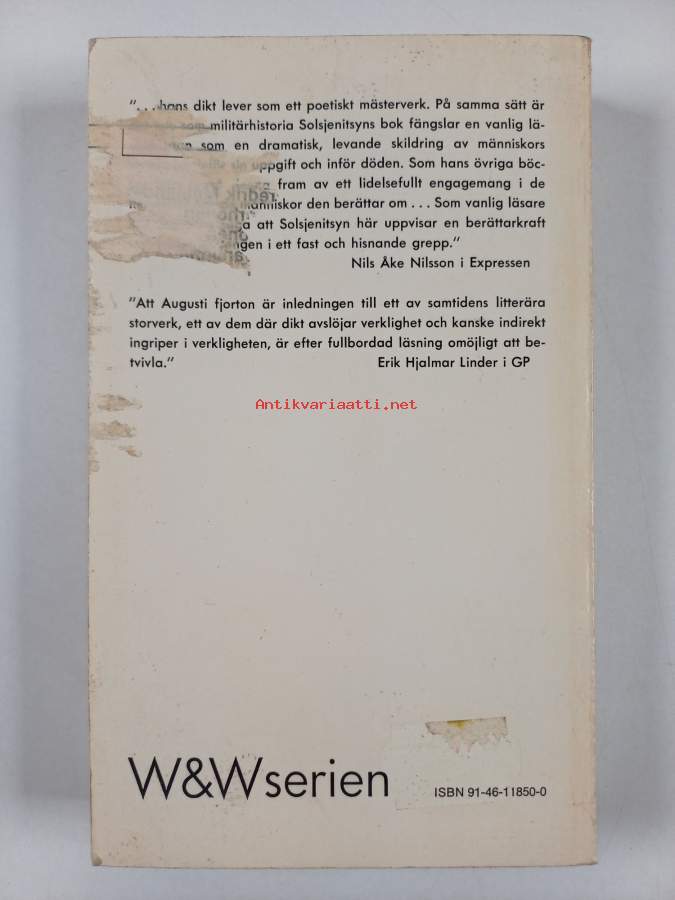 ". . . hans dikt lever som ett poetiskt mästerverk. På samma sätt är
som militärhistoria Solsjenitsyns bok fängslar en vanlig lä-
som en dramatisk, levande skildring av människors
uppgift och inför döden. Som hans övriga böc-
fram av ett lidelsefullt engagemang i de
människor den berättar om . . . Som vanlig läsare
att Solsjenitsyn här uppvisar en berättarkraft
i ett fast och hisnande grepp."
Nils Åke Nilsson i Expressen
"Att Augusti fjorton är inledningen till ett av samtidens litterära
storverk, ett av dem där dikt avslöjar verklighet och kanske indirekt
ingriper i verkligheten, är efter fullbordad läsning omöjligt att be-
tvivla." Erik Hjalmar Linder i GP
Antikvariaatti.net
W&Wserien
ISBN 91-46-11850-0